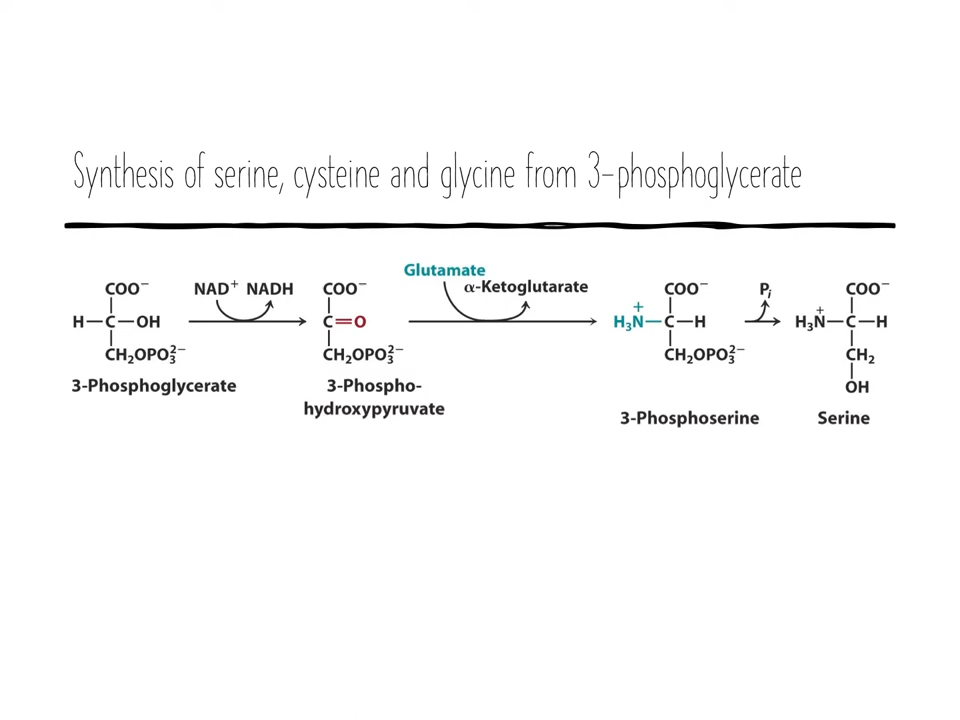 Synthesis of serine, cysteine and glycine from 3-phosphoglycerate
Glutamate
COO⁻ NAD⁺ NADH COO⁻ α-Ketoglutarate COO⁻ Pᵢ COO⁻
H—C—OH C=O H₃N⁺—C—H H₃N⁺—C—H
CH₂OPO₃²⁻ CH₂OPO₃²⁻ CH₂OPO₃²⁻ CH₂
3-Phosphoglycerate 3-Phospho- OH
hydroxypyruvate
3-Phosphoserine Serine